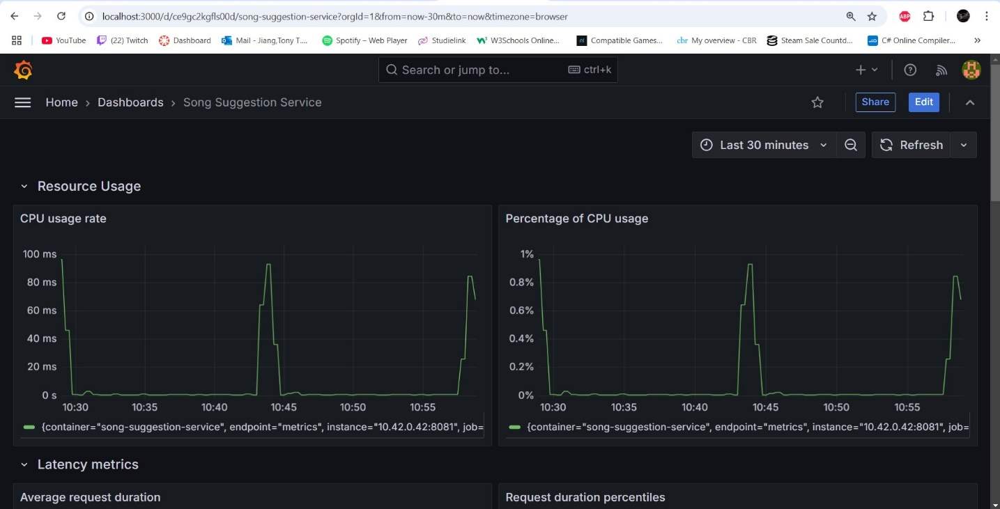 localhost:3000/d/ce9gc2kgfls00d/song-suggestion-service?orgId=1&from=now-30m&to=now&timezone=browser
ABP
YouTube (22) Twitch Dashboard Mail - Jiang,Tony T.... Spotify – Web Player Studielink W3Schools Online... Compatible Games... cbr My overview - CBR Steam Sale Countd... C# Online Compiler...
Search or jump to... ctrl+k
Home Dashboards Song Suggestion Service
Share Edit
Last 30 minutes Refresh
Resource Usage
CPU usage rate
100 ms
80 ms
60 ms
40 ms
20 ms
0 s
10:30 10:35 10:40 10:45 10:50 10:55
{container="song-suggestion-service", endpoint="metrics", instance="10.42.0.42:8081", job=
Percentage of CPU usage
1%
0.8%
0.6%
0.4%
0.2%
0%
10:30 10:35 10:40 10:45 10:50 10:55
{container="song-suggestion-service", endpoint="metrics", instance="10.42.0.42:8081", job=
Latency metrics
Average request duration
Request duration percentiles